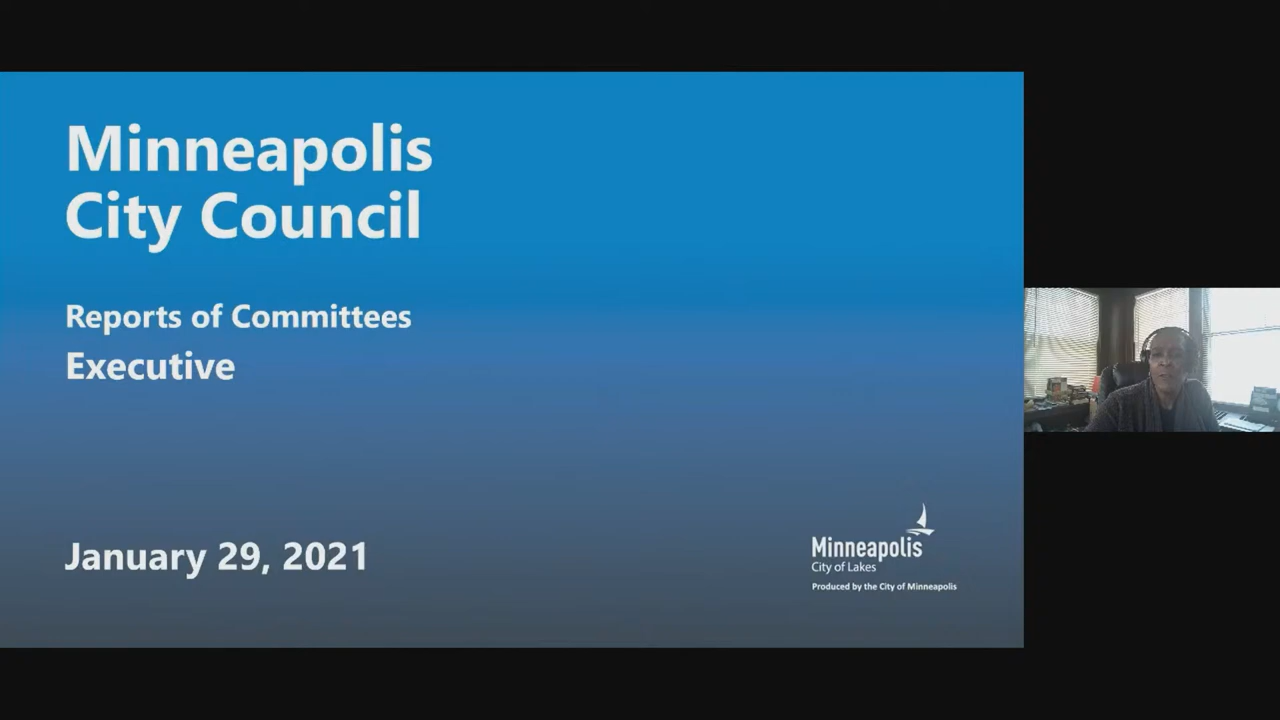 Minneapolis
City Council
Reports of Committees
Executive
January 29, 2021
Minneapolis
City of Lakes
Produced by the City of Minneapolis